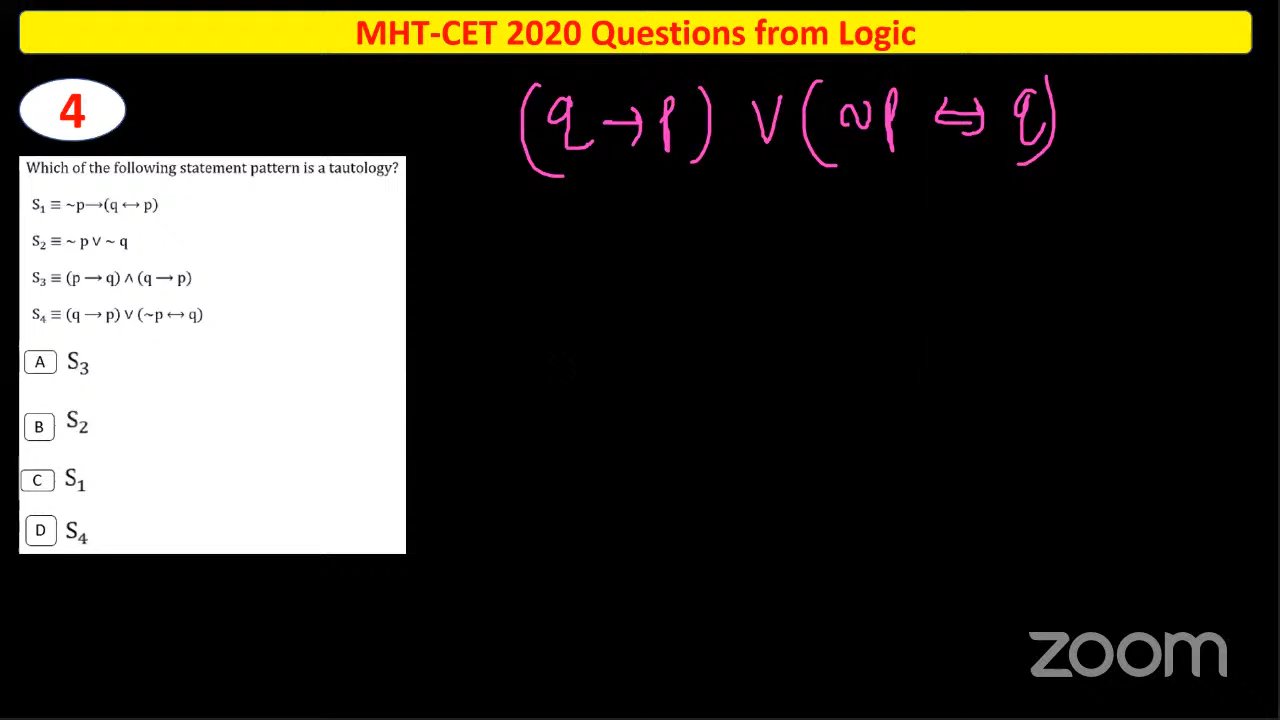 MHT-CET 2020 Questions from Logic
4
(q → p) ∨ (~p ⇔ q)
Which of the following statement pattern is a tautology?
S₁ ≡ ~p→(q ↔ p)
S₂ ≡ ~ p ∨ ~ q
S₃ ≡ (p → q) ∧ (q → p)
S₄ ≡ (q → p) ∨ (~p ↔ q)
A S₃
B S₂
C S₁
D S₄
zoom